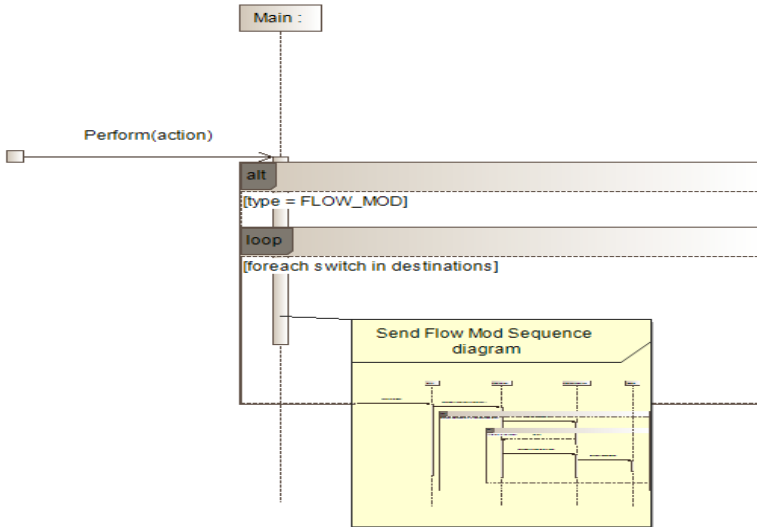 Main :
Perform(action)
alt
[type = FLOW_MOD]
loop
[foreach switch in destinations]
Send Flow Mod Sequence
diagram